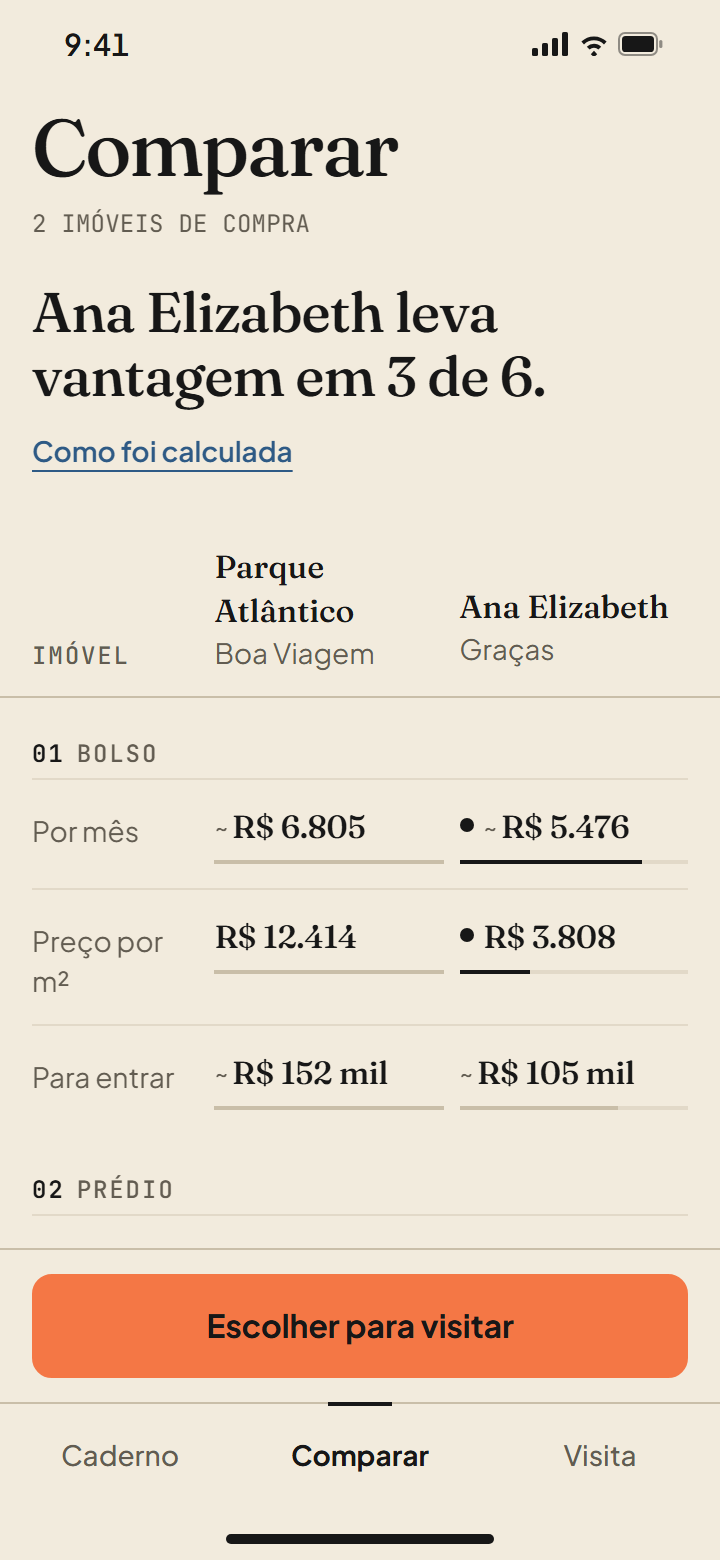 9:41
Comparar
2 IMÓVEIS DE COMPRA
Ana Elizabeth leva
vantagem em 3 de 6.
Como foi calculada
IMÓVEL
Parque
Atlântico
Boa Viagem
Ana Elizabeth
Graças
01 BOLSO
Por mês
~ R$ 6.805
~ R$ 5.476
Preço por
m²
R$ 12.414
R$ 3.808
Para entrar
~ R$ 152 mil
~ R$ 105 mil
02 PRÉDIO
Escolher para visitar
Caderno
Comparar
Visita